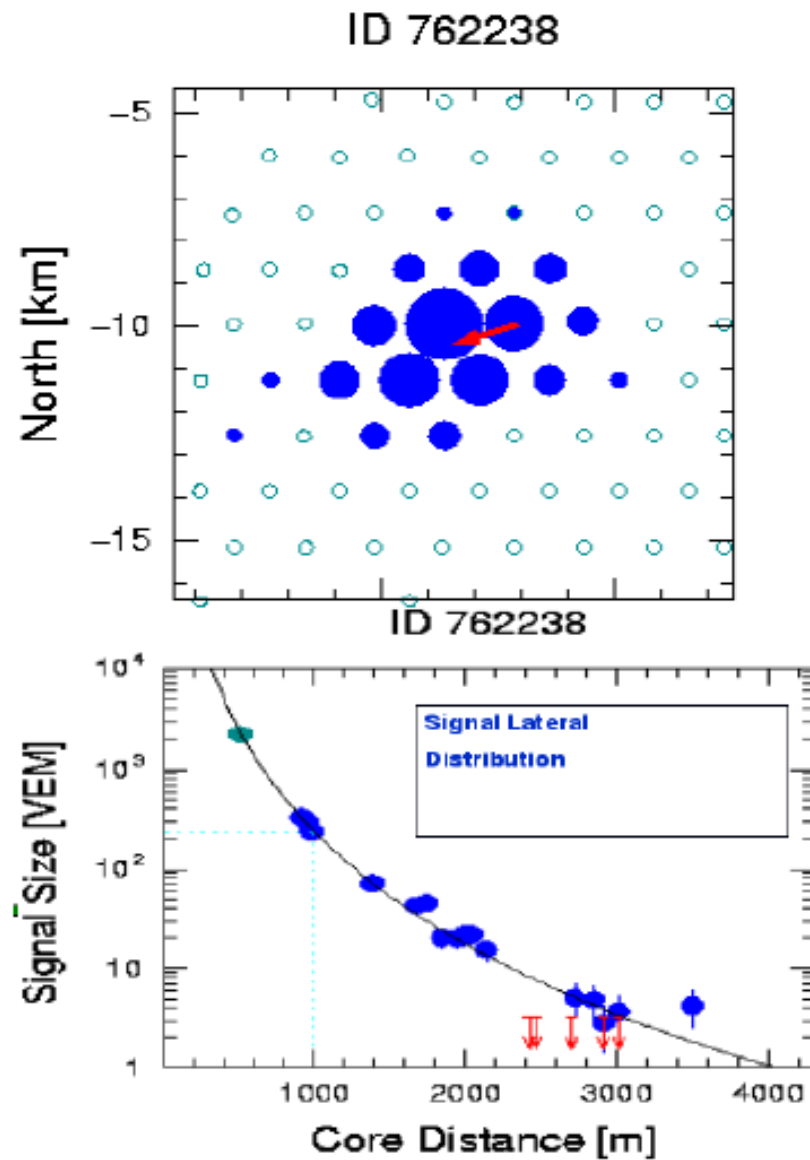 ID 762238
North [km]
−5
−10
−15
ID 762238
Signal Size [VEM]
10⁴
10³
10²
10
1
Signal Lateral
Distribution
1000 2000 3000 4000
Core Distance [m]